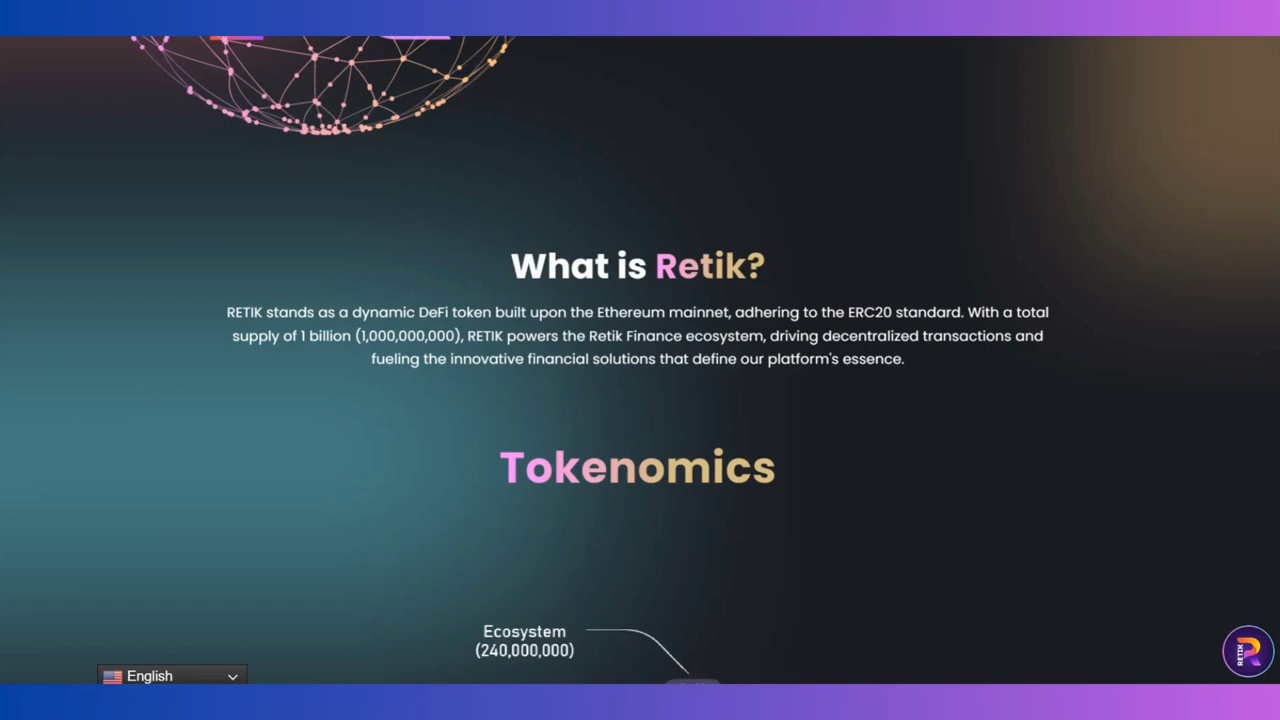 What is Retik?
RETIK stands as a dynamic DeFi token built upon the Ethereum mainnet, adhering to the ERC20 standard. With a total
supply of 1 billion (1,000,000,000), RETIK powers the Retik Finance ecosystem, driving decentralized transactions and
fueling the innovative financial solutions that define our platform's essence.
Tokenomics
Ecosystem
(240,000,000)
English
RETIK